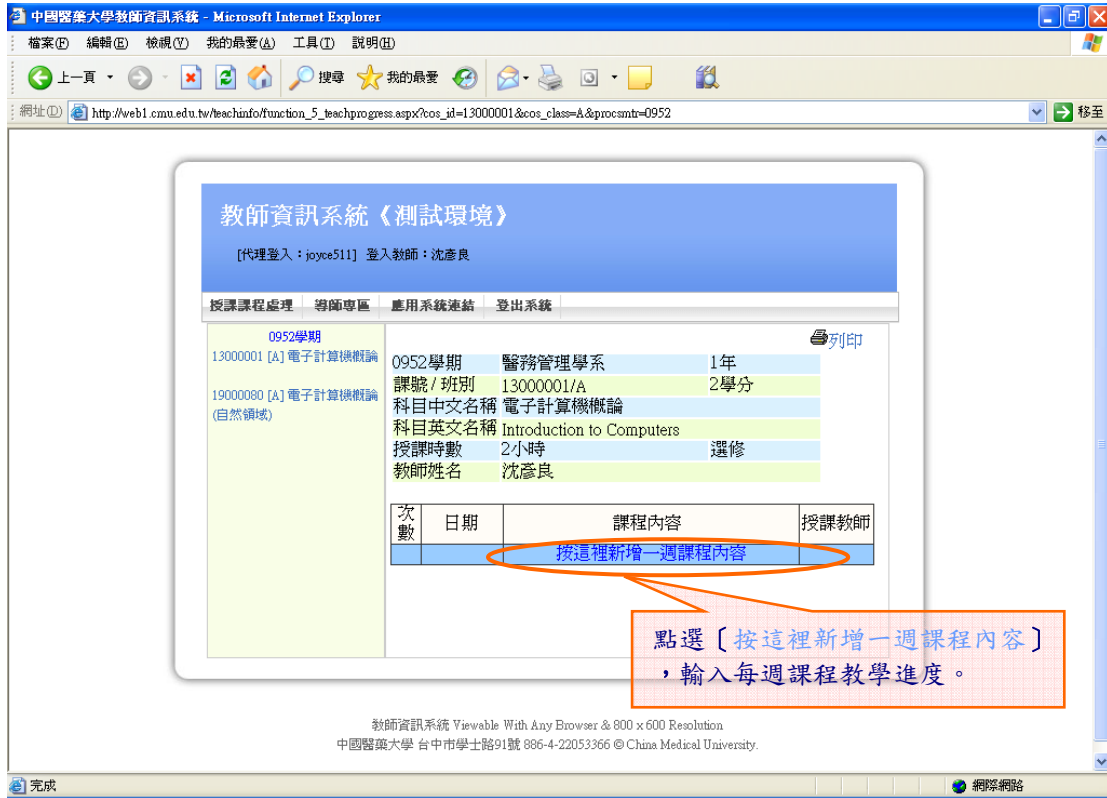 中國醫藥大學教師資訊系統 - Microsoft Internet Explorer
檔案(F) 編輯(E) 檢視(V) 我的最愛(A) 工具(T) 說明(H)
上一頁 搜尋 我的最愛
網址(D) http://web1.cmu.edu.tw/teachinfo/function_5_teachprogress.aspx?cos_id=13000001&cos_class=A&procsmtr=0952 移至
教師資訊系統《測試環境》
[代理登入：joyce511] 登入教師：沈彥良
授課課程處理 導師專區 應用系統連結 登出系統
0952學期
13000001 [A] 電子計算機概論
19000080 [A] 電子計算機概論
(自然領域)
列印
0952學期 醫務管理學系 1年
課號 / 班別 13000001/A 2學分
科目中文名稱 電子計算機概論
科目英文名稱 Introduction to Computers
授課時數 2小時 選修
教師姓名 沈彥良
次數 日期 課程內容 授課教師
按這裡新增一週課程內容
點選〔按這裡新增一週課程內容〕
，輸入每週課程教學進度。
教師資訊系統 Viewable With Any Browser & 800 x 600 Resolution
中國醫藥大學 台中市學士路91號 886-4-22053366 © China Medical University.
完成 網際網路